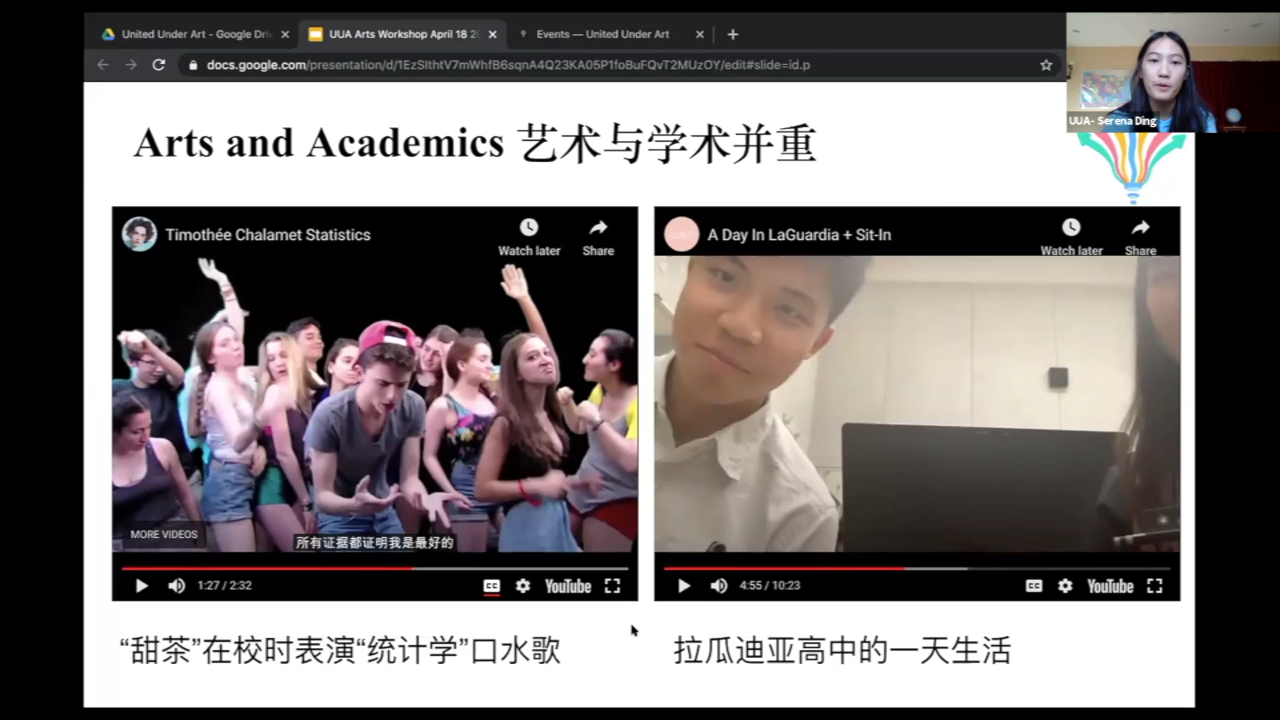 United Under Art - Google Dri
UUA Arts Workshop April 18 2
Events — United Under Art
docs.google.com/presentation/d/1EzSlthtV7mWhfB6sqnA4Q23KA05P1foBuFQvT2MUzOY/edit#slide=id.p
UUA- Serena Ding
Arts and Academics 艺术与学术并重
Timothée Chalamet Statistics
Watch later
Share
A Day In LaGuardia + Sit-In
Watch later
Share
MORE VIDEOS
所有证据都证明我是最好的
1:27 / 2:32
CC
YouTube
4:55 / 10:23
CC
YouTube
“甜茶”在校时表演“统计学”口水歌
拉瓜迪亚高中的一天生活